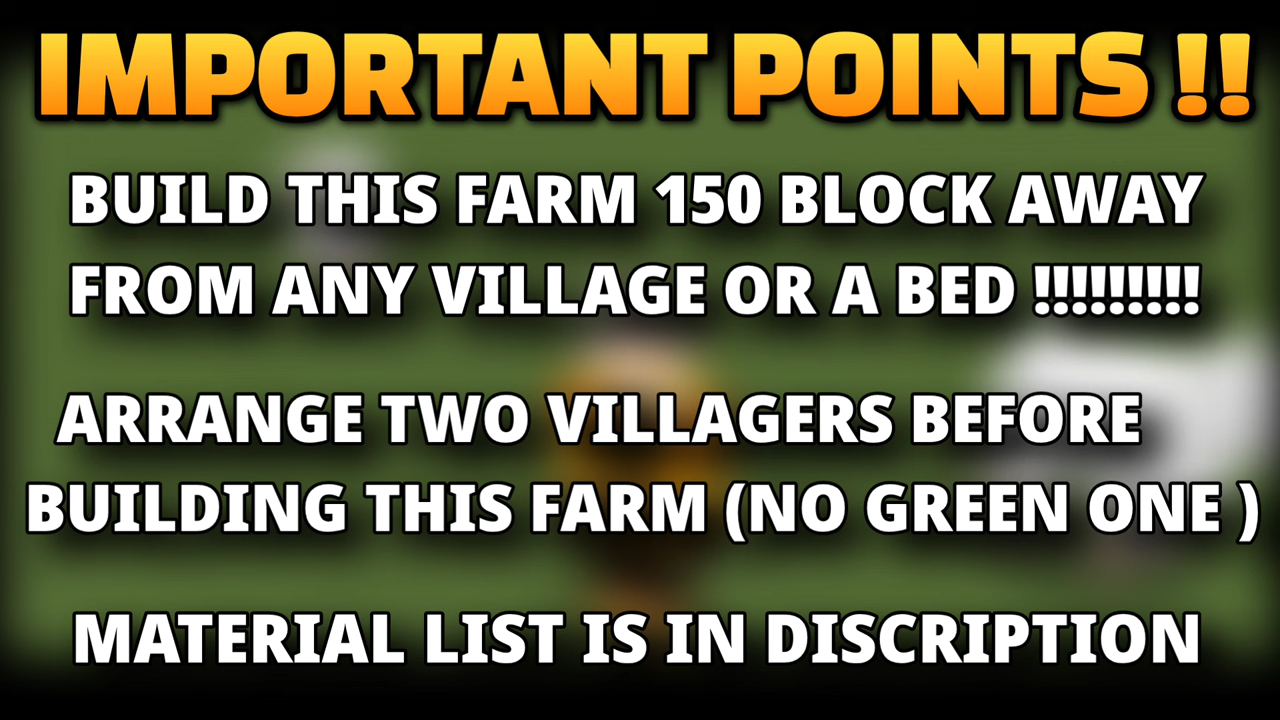 IMPORTANT POINTS !!
BUILD THIS FARM 150 BLOCK AWAY
FROM ANY VILLAGE OR A BED !!!!!!!!!
ARRANGE TWO VILLAGERS BEFORE
BUILDING THIS FARM (NO GREEN ONE )
MATERIAL LIST IS IN DISCRIPTION